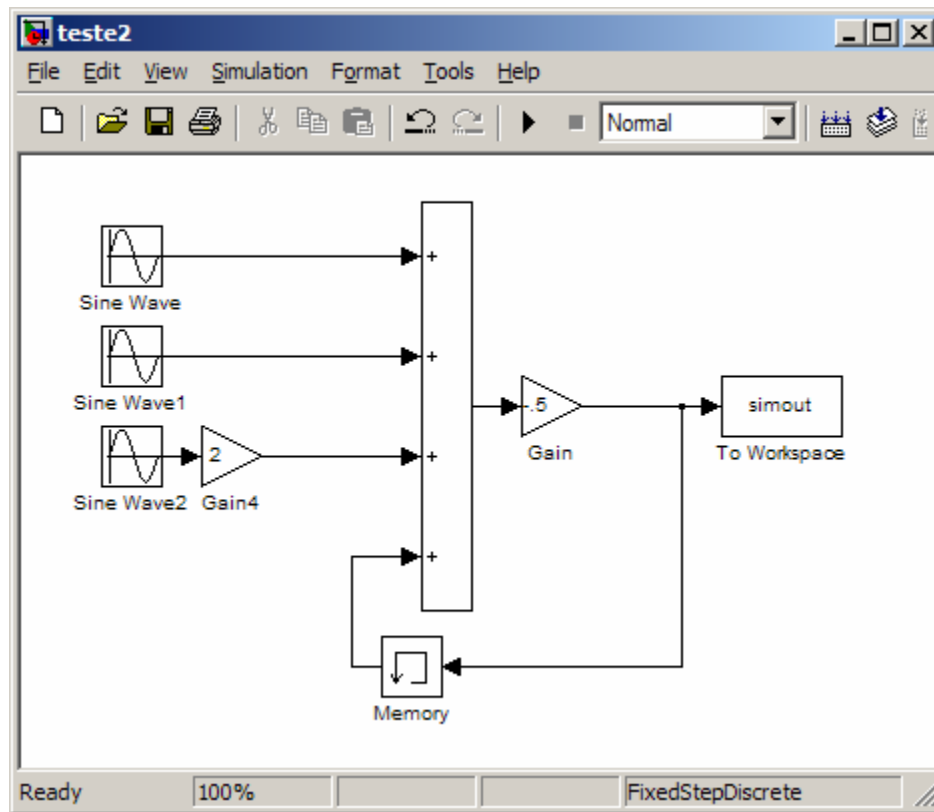 teste2
File Edit View Simulation Format Tools Help
Normal
+
Sine Wave
+
Sine Wave1
-.5
simout
2
+
Gain
To Workspace
Sine Wave2
Gain4
+
Memory
Ready
100%
FixedStepDiscrete